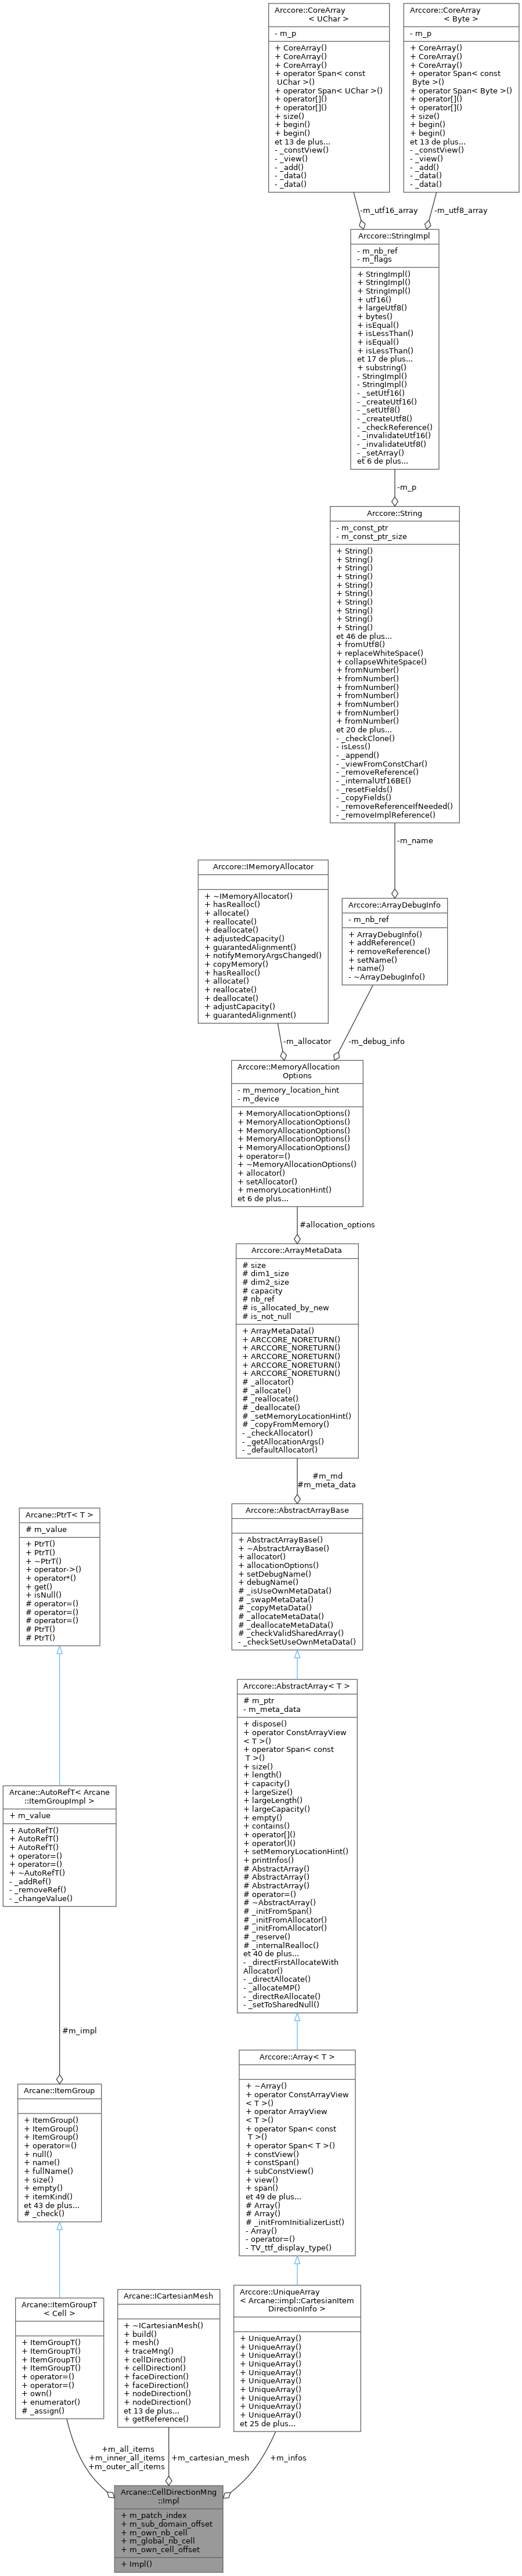 Arccore::CoreArray
< UChar >
- m_p
+ CoreArray()
+ CoreArray()
+ CoreArray()
+ operator Span< const
UChar >()
+ operator Span< UChar >()
+ operator[]()
+ operator[]()
+ size()
+ begin()
+ begin()
et 13 de plus...
- _constView()
- _view()
- _add()
- _data()
- _data()
Arccore::CoreArray
< Byte >
- m_p
+ CoreArray()
+ CoreArray()
+ CoreArray()
+ operator Span< const
Byte >()
+ operator Span< Byte >()
+ operator[]()
+ operator[]()
+ size()
+ begin()
+ begin()
et 13 de plus...
- _constView()
- _view()
- _add()
- _data()
- _data()
-m_utf16_array
-m_utf8_array
Arccore::StringImpl
- m_nb_ref
- m_flags
+ StringImpl()
+ StringImpl()
+ StringImpl()
+ utf16()
+ largeUtf8()
+ bytes()
+ isEqual()
+ isLessThan()
+ isEqual()
+ isLessThan()
et 17 de plus...
+ substring()
- StringImpl()
- StringImpl()
- _setUtf16()
- _createUtf16()
- _setUtf8()
- _createUtf8()
- _checkReference()
- _invalidateUtf16()
- _invalidateUtf8()
- _setArray()
et 6 de plus...
-m_p
Arccore::String
- m_const_ptr
- m_const_ptr_size
+ String()
+ String()
+ String()
+ String()
+ String()
+ String()
+ String()
+ String()
+ String()
+ String()
et 46 de plus...
+ fromUtf8()
+ replaceWhiteSpace()
+ collapseWhiteSpace()
+ fromNumber()
+ fromNumber()
+ fromNumber()
+ fromNumber()
+ fromNumber()
+ fromNumber()
+ fromNumber()
et 20 de plus...
- _checkClone()
- isLess()
- _append()
- _viewFromConstChar()
- _removeReference()
- _internalUtf16BE()
- _resetFields()
- _copyFields()
- _removeReferenceIfNeeded()
- _removeImplReference()
-m_name
Arccore::IMemoryAllocator
+ ~IMemoryAllocator()
+ hasRealloc()
+ allocate()
+ reallocate()
+ deallocate()
+ adjustedCapacity()
+ guarantedAlignment()
+ notifyMemoryArgsChanged()
+ copyMemory()
+ hasRealloc()
+ allocate()
+ reallocate()
+ deallocate()
+ adjustCapacity()
+ guarantedAlignment()
Arccore::ArrayDebugInfo
- m_nb_ref
+ ArrayDebugInfo()
+ addReference()
+ removeReference()
+ setName()
+ name()
- ~ArrayDebugInfo()
-m_allocator
-m_debug_info
Arccore::MemoryAllocation
Options
- m_memory_location_hint
- m_device
+ MemoryAllocationOptions()
+ MemoryAllocationOptions()
+ MemoryAllocationOptions()
+ MemoryAllocationOptions()
+ MemoryAllocationOptions()
+ operator=()
+ ~MemoryAllocationOptions()
+ allocator()
+ setAllocator()
+ memoryLocationHint()
et 6 de plus...
#allocation_options
Arccore::ArrayMetaData
# size
# dim1_size
# dim2_size
# capacity
# nb_ref
# is_allocated_by_new
# is_not_null
+ ArrayMetaData()
+ ARCCORE_NORETURN()
+ ARCCORE_NORETURN()
+ ARCCORE_NORETURN()
+ ARCCORE_NORETURN()
+ ARCCORE_NORETURN()
# _allocator()
# _allocate()
# _reallocate()
# _deallocate()
# _setMemoryLocationHint()
# _copyFromMemory()
- _checkAllocator()
- _getAllocationArgs()
- _defaultAllocator()
#m_md
#m_meta_data
Arccore::AbstractArrayBase
+ AbstractArrayBase()
+ ~AbstractArrayBase()
+ allocator()
+ allocationOptions()
+ setDebugName()
+ debugName()
# _isUseOwnMetaData()
# _swapMetaData()
# _copyMetaData()
# _allocateMetaData()
# _deallocateMetaData()
# _checkValidSharedArray()
- _checkSetUseOwnMetaData()
Arcane::PtrT< T >
# m_value
+ PtrT()
+ PtrT()
+ ~PtrT()
+ operator->()
+ operator*()
+ get()
+ isNull()
# operator=()
# operator=()
# operator=()
# PtrT()
# PtrT()
Arccore::AbstractArray< T >
# m_ptr
- m_meta_data
+ dispose()
+ operator ConstArrayView
< T >()
+ operator Span< const
T >()
+ size()
+ length()
+ capacity()
+ largeSize()
+ largeLength()
+ largeCapacity()
+ empty()
+ contains()
+ operator[]()
+ operator()()
+ setMemoryLocationHint()
+ printInfos()
# AbstractArray()
# AbstractArray()
# AbstractArray()
# operator=()
# ~AbstractArray()
# _initFromSpan()
# _initFromAllocator()
# _initFromAllocator()
# _reserve()
# _internalRealloc()
et 40 de plus...
- _directFirstAllocateWith
Allocator()
- _directAllocate()
- _allocateMP()
- _directReAllocate()
- _setToSharedNull()
Arcane::AutoRefT< Arcane
::ItemGroupImpl >
+ m_value
+ AutoRefT()
+ AutoRefT()
+ AutoRefT()
+ operator=()
+ operator=()
+ ~AutoRefT()
- _addRef()
- _removeRef()
- _changeValue()
#m_impl
Arccore::Array< T >
+ ~Array()
+ operator ConstArrayView
< T >()
+ operator ArrayView
< T >()
+ operator Span< const
T >()
+ operator Span< T >()
+ constView()
+ constSpan()
+ subConstView()
+ view()
+ span()
et 49 de plus...
# Array()
# Array()
# _initFromInitializerList()
- Array()
- operator=()
- TV_ttf_display_type()
Arcane::ItemGroup
+ ItemGroup()
+ ItemGroup()
+ ItemGroup()
+ operator=()
+ null()
+ name()
+ fullName()
+ size()
+ empty()
+ itemKind()
et 43 de plus...
# _check()
Arcane::ItemGroupT
< Cell >
+ ItemGroupT()
+ ItemGroupT()
+ ItemGroupT()
+ ItemGroupT()
+ operator=()
+ operator=()
+ own()
+ enumerator()
# _assign()
Arcane::ICartesianMesh
+ ~ICartesianMesh()
+ build()
+ mesh()
+ traceMng()
+ cellDirection()
+ cellDirection()
+ faceDirection()
+ faceDirection()
+ nodeDirection()
+ nodeDirection()
et 13 de plus...
+ getReference()
Arccore::UniqueArray
< Arcane::impl::CartesianItem
DirectionInfo >
+ UniqueArray()
+ UniqueArray()
+ UniqueArray()
+ UniqueArray()
+ UniqueArray()
+ UniqueArray()
+ UniqueArray()
+ UniqueArray()
+ UniqueArray()
+ UniqueArray()
et 25 de plus...
+m_all_items
+m_inner_all_items
+m_outer_all_items
+m_cartesian_mesh
+m_infos
Arcane::CellDirectionMng
::Impl
+ m_patch_index
+ m_sub_domain_offset
+ m_own_nb_cell
+ m_global_nb_cell
+ m_own_cell_offset
+ Impl()